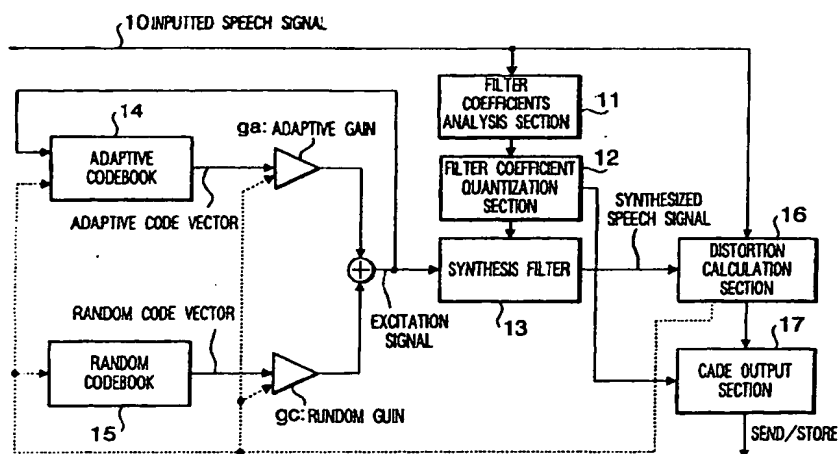 10 INPUTTED SPEECH SIGNAL
FILTER
COEFFICIENTS
ANALYSIS SECTION
11
14
ga: ADAPTIVE GAIN
12
ADAPTIVE
CODEBOOK
FILTER COEFFICIENT
QUANTIZATION
SECTION
SYNTHESIZED
SPEECH SIGNAL
16
ADAPTIVE CODE VECTOR
SYNTHESIS FILTER
DISTORTION
CALCULATION
SECTION
RANDOM CODE VECTOR
EXCITATION
SIGNAL
13
17
RANDOM
CODEBOOK
CADE OUTPUT
SECTION
15
gc: RUNDOM GUIN
SEND/STORE